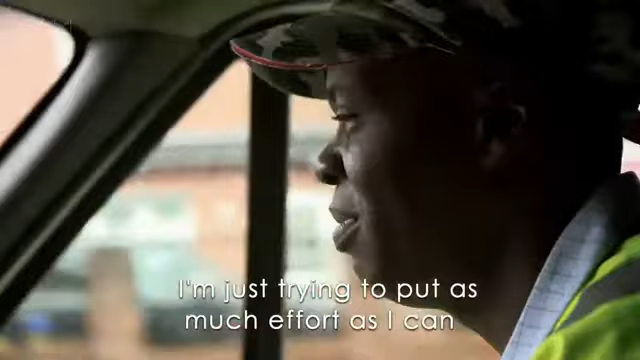 I'm just trying to put as
much effort as I can